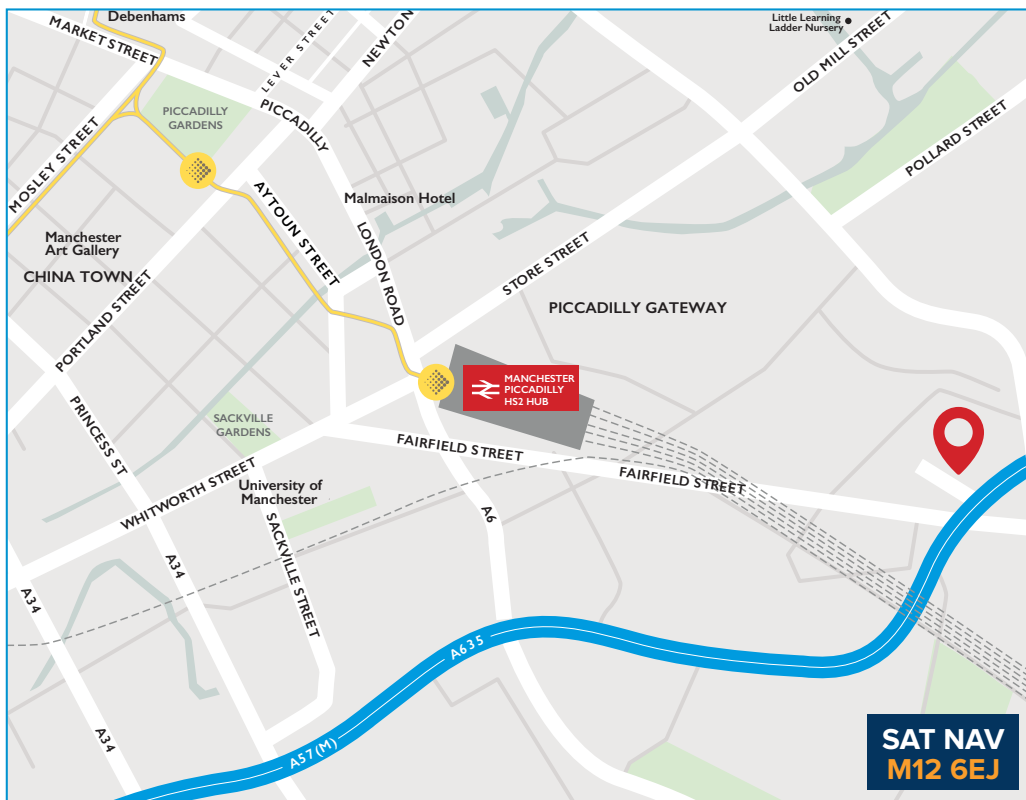 Debenhams
MARKET STREET
LEVER STREET
NEWTON
Little Learning
Ladder Nursery
OLD MILL STREET
PICCADILLY
GARDENS
PICCADILLY
POLLARD STREET
MOSLEY STREET
AYTOUN STREET
Malmaison Hotel
Manchester
Art Gallery
CHINA TOWN
LONDON ROAD
STORE STREET
PORTLAND STREET
PICCADILLY GATEWAY
MANCHESTER
PICCADILLY
HS2 HUB
PRINCESS ST
SACKVILLE
GARDENS
FAIRFIELD STREET
FAIRFIELD STREET
WHITWORTH STREET
University of
Manchester
A6
SACKVILLE STREET
A34
A34
A635
A34
A57(M)
SAT NAV
M12 6EJ